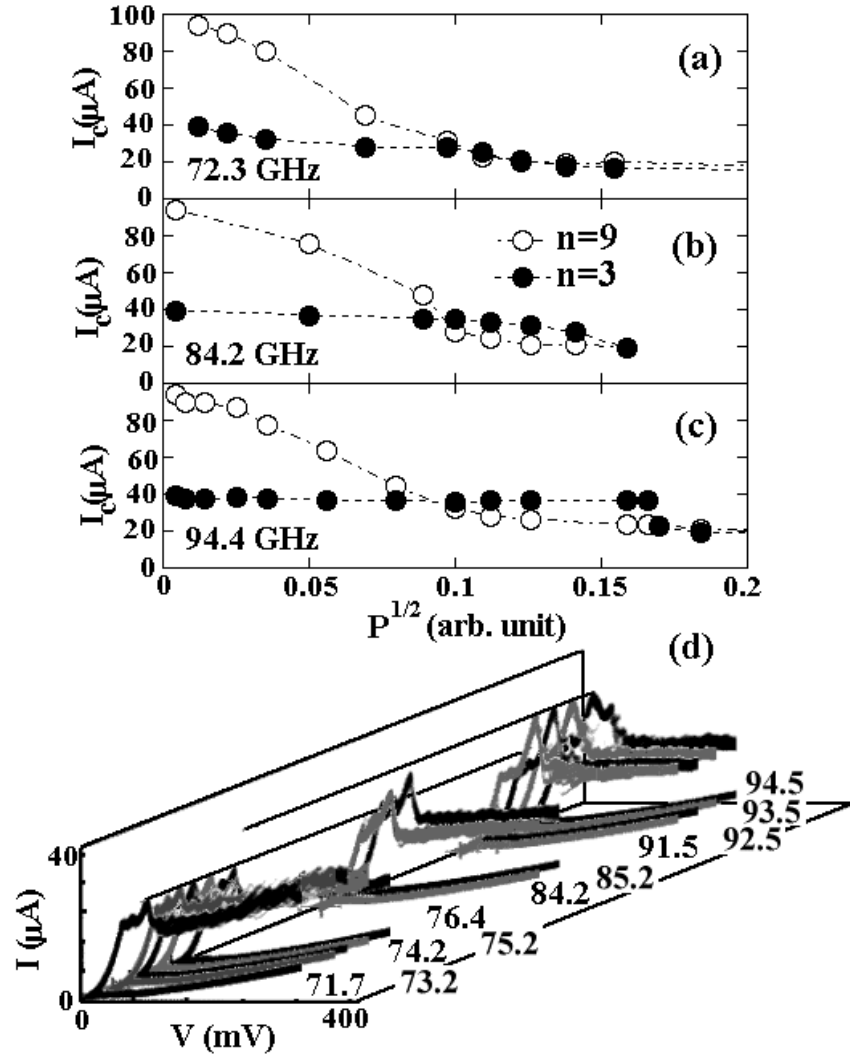 100
80
60
40
20
0
I_c(μA)
(a)
72.3 GHz
80
60
40
20
0
I_c(μA)
(b)
n=9
n=3
84.2 GHz
80
60
40
20
0
I_c(μA)
(c)
94.4 GHz
0 0.05 0.1 0.15 0.2
P^{1/2} (arb. unit)
(d)
40
I (μA)
0
0 400
V (mV)
94.5
93.5
92.5
91.5
85.2
84.2
76.4
75.2
74.2
73.2
71.7